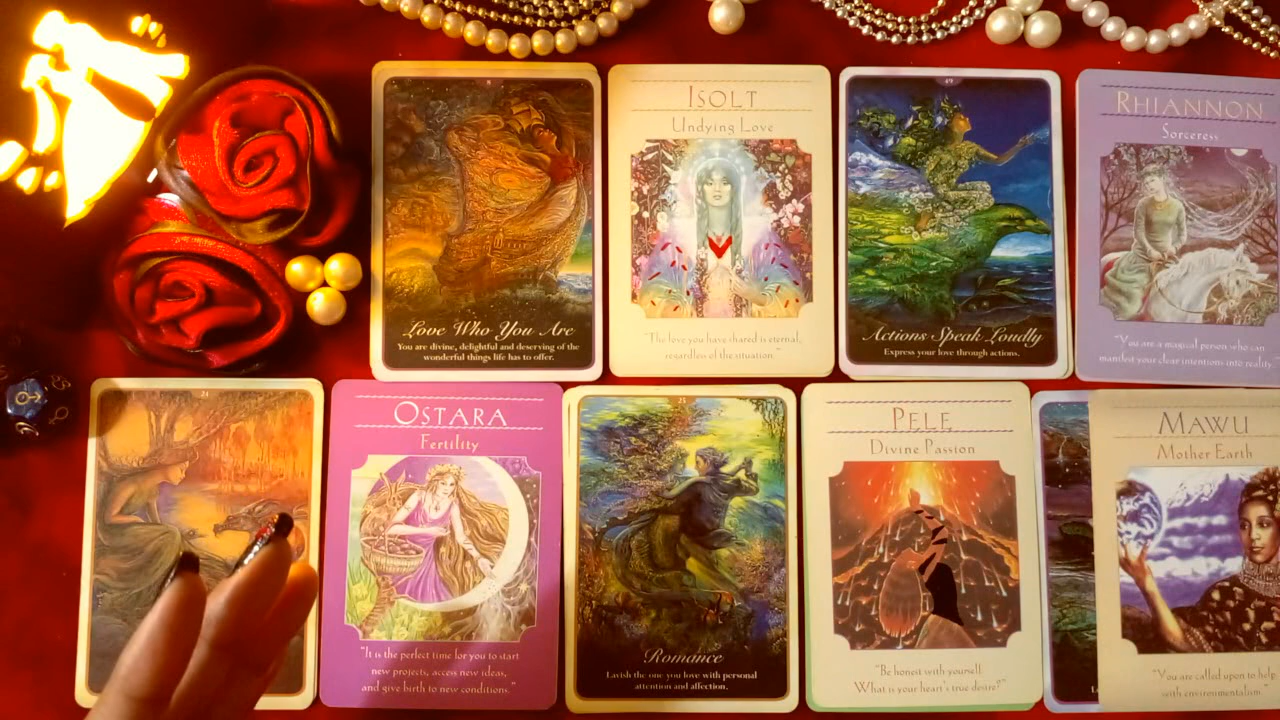 ISOLT
Undying Love
"The love you have shared is eternal,
regardless of the situation."
Love Who You Are
You are divine, delightful and deserving of the
wonderful things life has to offer.
49
Actions Speak Loudly
Express your love through actions.
RHIANNON
Sorceress
"You are a magical person who can
manifest your clear intentions into reality."
24
OSTARA
Fertility
"It is the perfect time for you to start
new projects, access new ideas,
and give birth to new conditions."
25
Romance
Lavish the one you love with personal
attention and affection.
PELE
Divine Passion
"Be honest with yourself.
What is your heart's true desire?"
MAWU
Mother Earth
"You are called upon to help
with environmentalism."